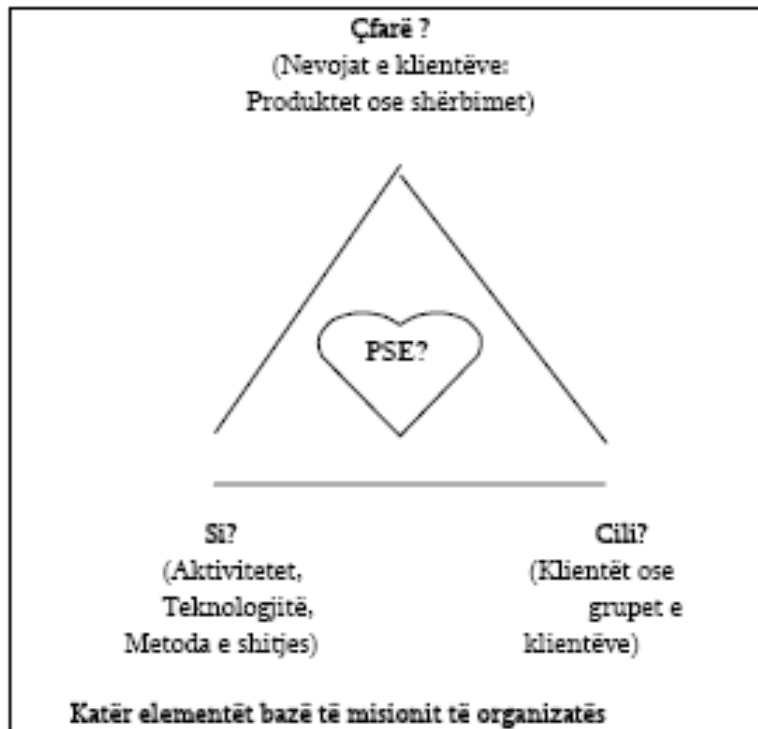 Çfarë ?
(Nevojat e klientëve:
Produktet ose shërbimet)
PSE?
Si?
(Aktivitetet,
Teknologjitë,
Metoda e shitjes)
Cili?
(Klientët ose
grupet e
klientëve)
Katër elementët bazë të misionit të organizatës